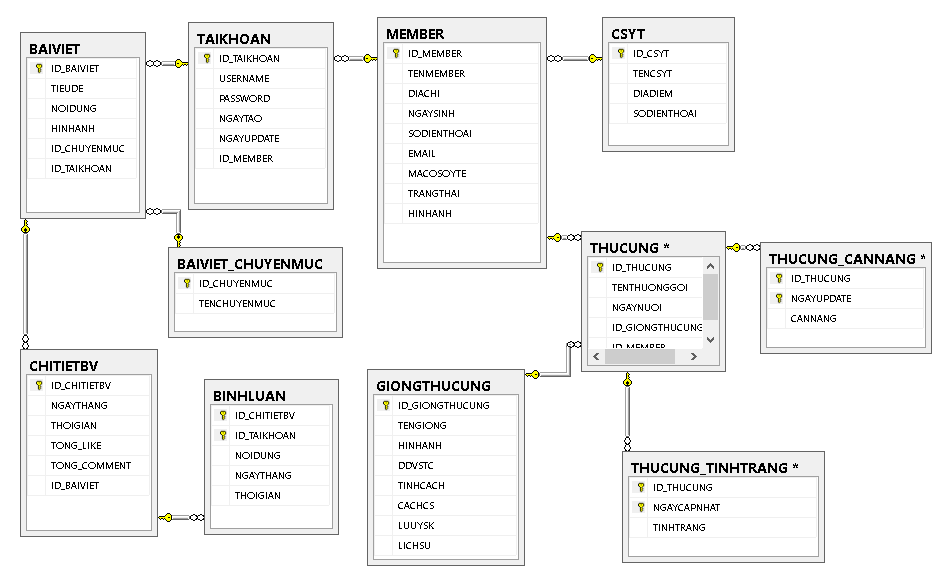 BAIVIET
ID_BAIVIET
TIEUDE
NOIDUNG
HINHANH
ID_CHUYENMUC
ID_TAIKHOAN
TAIKHOAN
ID_TAIKHOAN
USERNAME
PASSWORD
NGAYTAO
NGAYUPDATE
ID_MEMBER
MEMBER
ID_MEMBER
TENMEMBER
DIACHI
NGAYSINH
SODIENTHOAI
EMAIL
MACOSOYTE
TRANGTHAI
HINHANH
CSYT
ID_CSYT
TENCSYT
DIADIEM
SODIENTHOAI
BAIVIET_CHUYENMUC
ID_CHUYENMUC
TENCHUYENMUC
THUCUNG *
ID_THUCUNG
TENTHUONGGOI
NGAYNUOI
ID_GIONGTHUCUNG
ID_MEMBER
THUCUNG_CANNANG *
ID_THUCUNG
NGAYUPDATE
CANNANG
CHITIETBV
ID_CHITIETBV
NGAYTHANG
THOIGIAN
TONG_LIKE
TONG_COMMENT
ID_BAIVIET
BINHLUAN
ID_CHITIETBV
ID_TAIKHOAN
NOIDUNG
NGAYTHANG
THOIGIAN
GIONGTHUCUNG
ID_GIONGTHUCUNG
TENGIONG
HINHANH
DDVSTC
TINHCACH
CACHCS
LUUYSK
LICHSU
THUCUNG_TINHTRANG *
ID_THUCUNG
NGAYCAPNHAT
TINHTRANG